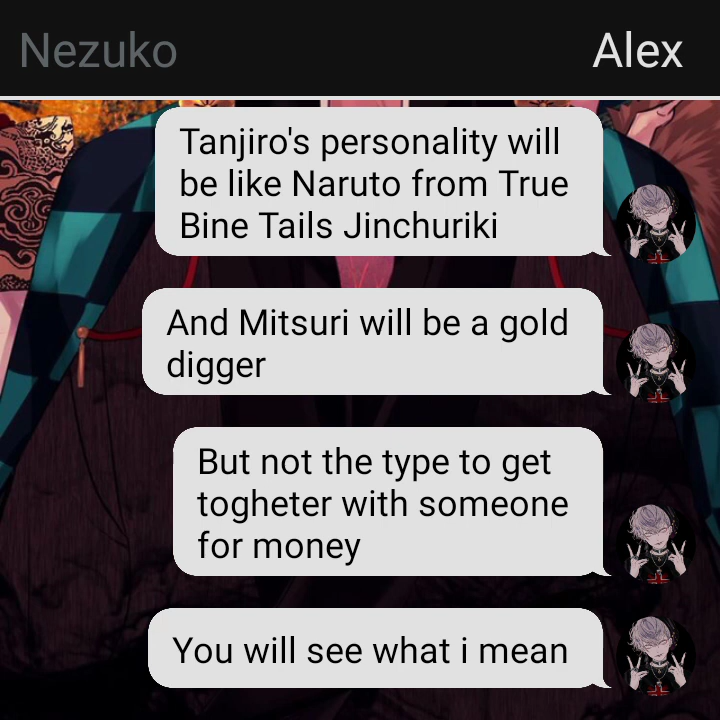 Nezuko
Alex
Tanjiro's personality will
be like Naruto from True
Bine Tails Jinchuriki
And Mitsuri will be a gold
digger
But not the type to get
togheter with someone
for money
You will see what i mean